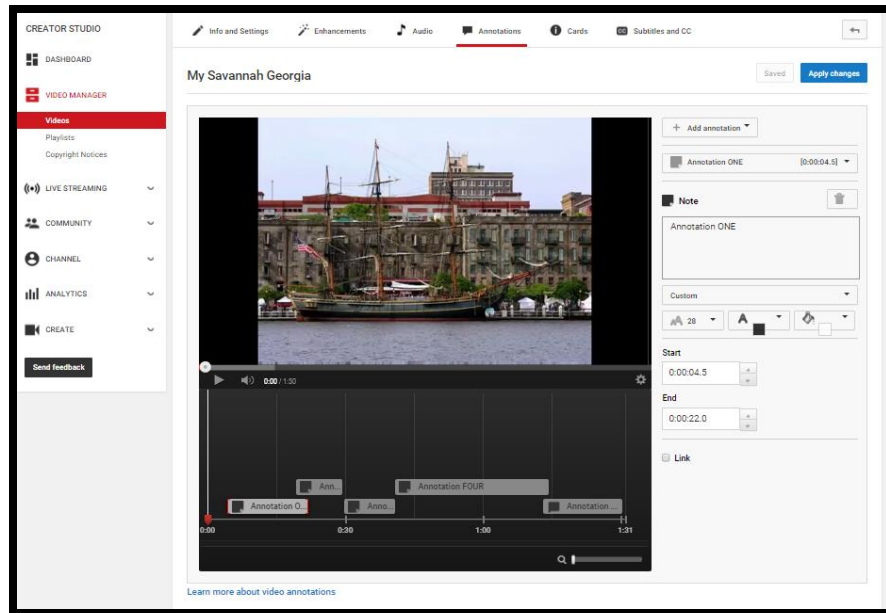 CREATOR STUDIO
DASHBOARD
VIDEO MANAGER
Videos
Playlists
Copyright Notices
LIVE STREAMING
COMMUNITY
CHANNEL
ANALYTICS
CREATE
Send feedback
Info and Settings Enhancements Audio Annotations Cards CC Subtitles and CC
My Savannah Georgia
Saved Apply changes
0:00 / 1:30
Ann... Annotation FOUR
Annotation O... Anno... Annotation ...
0:00 0:30 1:00 1:31
Learn more about video annotations
+ Add annotation
Annotation ONE [0:00:04.5]
Note
Annotation ONE
Custom
AA 28 A
Start
0:00:04.5
End
0:00:22.0
Link